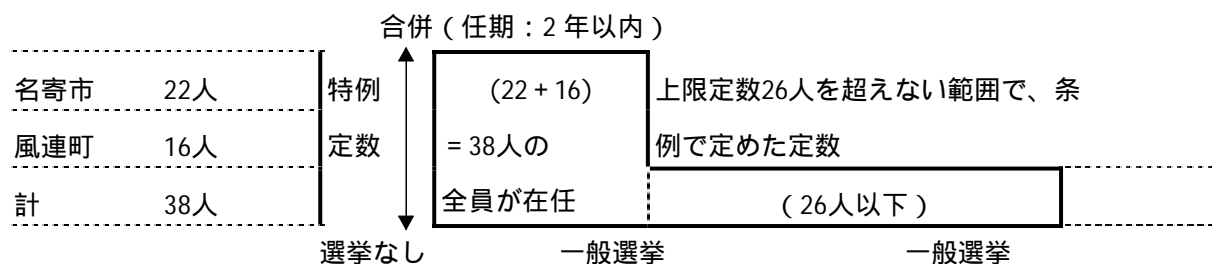 合併（任期：2年以内）
名寄市 22人 特例 (22＋16) 上限定数26人を超えない範囲で、条
風連町 16人 定数 = 38人の 例で定めた定数
計 38人 全員が在任 （26人以下）
選挙なし 一般選挙 一般選挙